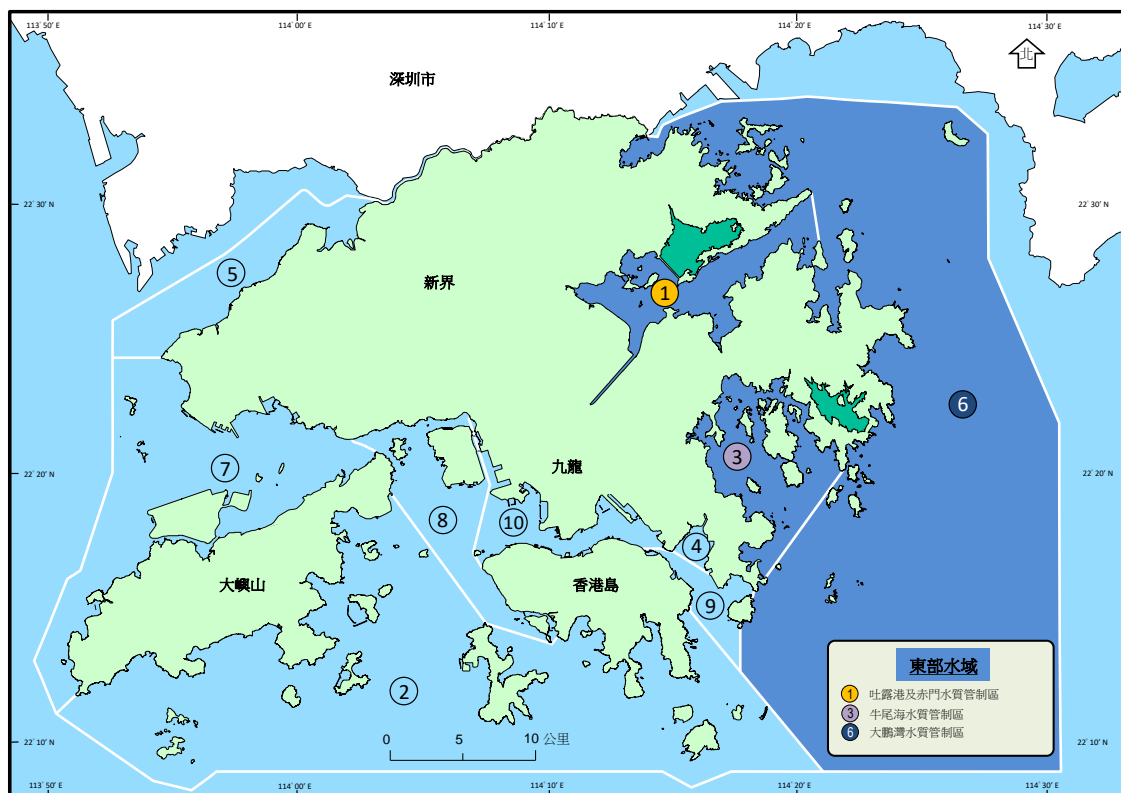 113° 50' E
114° 00' E
114° 10' E
114° 20' E
114° 30' E
北
深圳市
22° 30' N
22° 30' N
5
新界
1
6
3
22° 20' N
22° 20' N
7
九龍
8
10
4
大嶼山
香港島
9
2
東部水域
1 吐露港及赤門水質管制區
3 牛尾海水質管制區
6 大鵬灣水質管制區
0 5 10 公里
22° 10' N
22° 10' N
113° 50' E
114° 00' E
114° 10' E
114° 20' E
114° 30' E